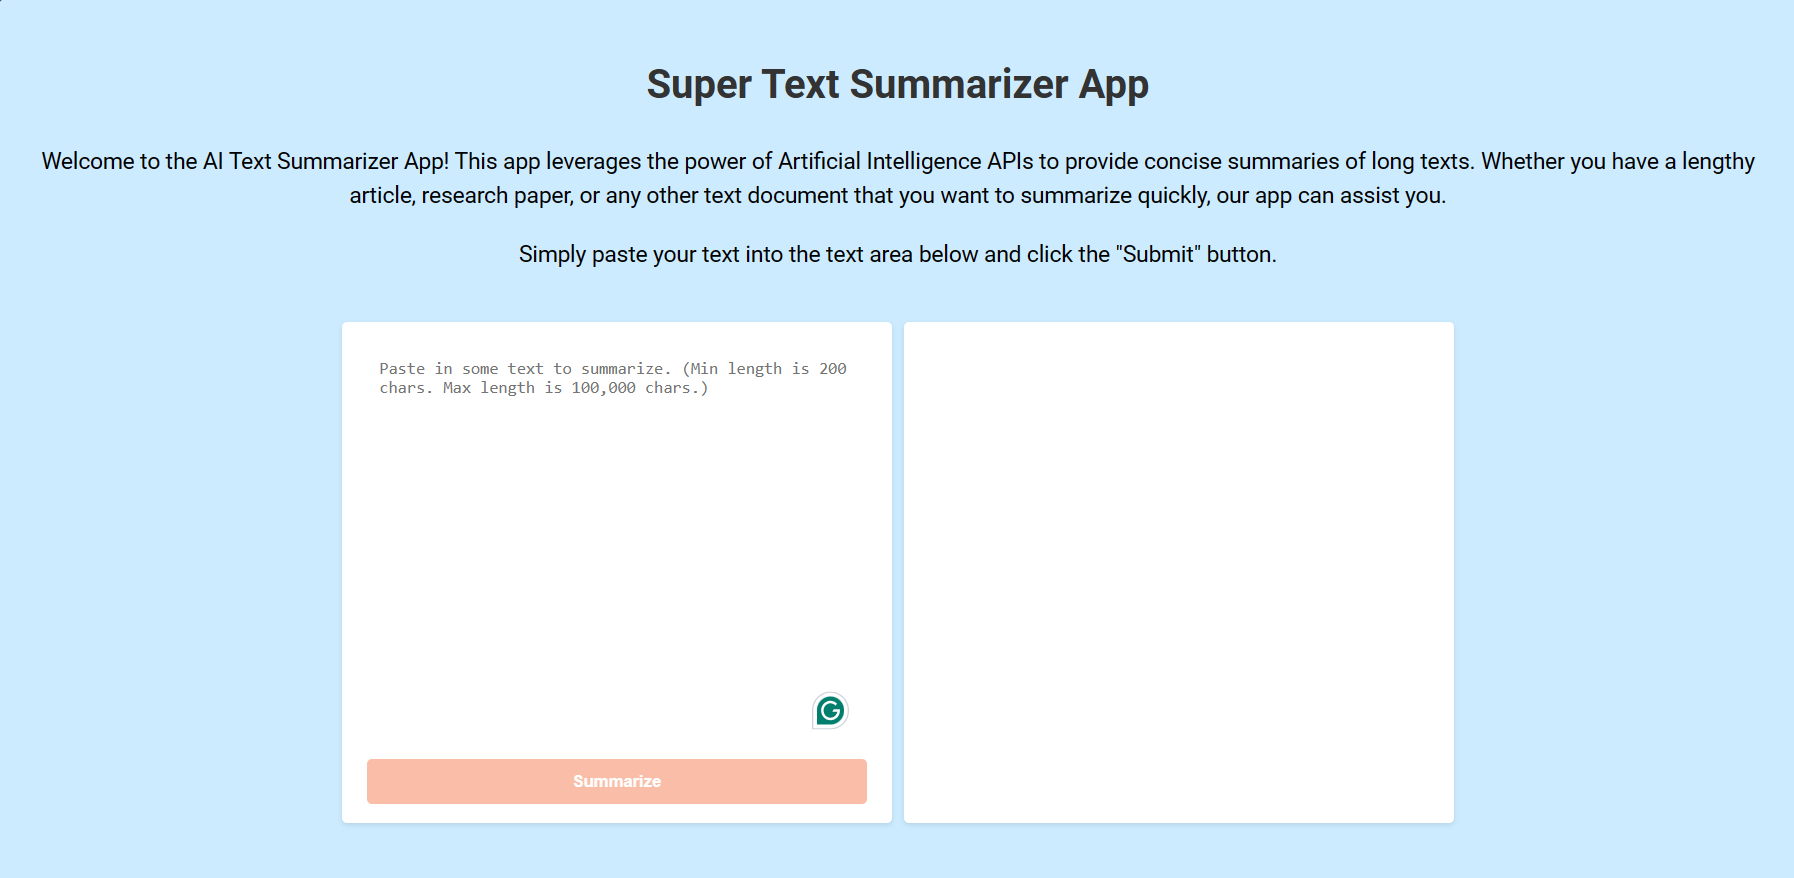 Super Text Summarizer App
Welcome to the AI Text Summarizer App! This app leverages the power of Artificial Intelligence APIs to provide concise summaries of long texts. Whether you have a lengthy
article, research paper, or any other text document that you want to summarize quickly, our app can assist you.
Simply paste your text into the text area below and click the "Submit" button.
Paste in some text to summarize. (Min length is 200
chars. Max length is 100,000 chars.)
Summarize